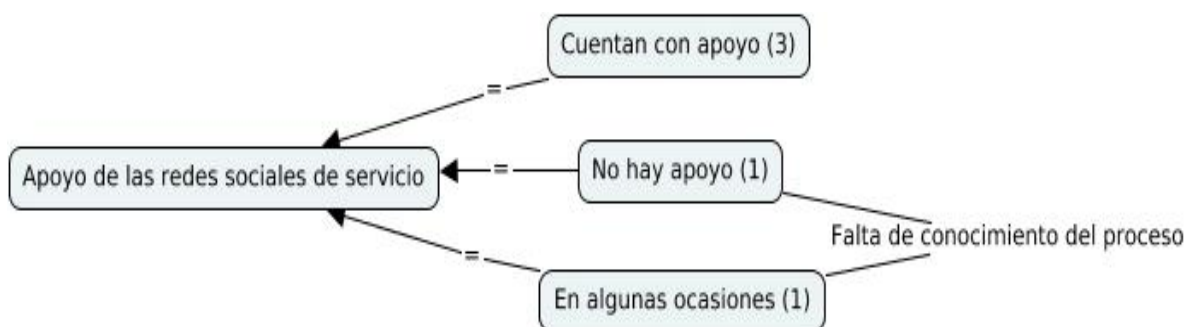 Cuentan con apoyo (3)
=
Apoyo de las redes sociales de servicio
=
No hay apoyo (1)
Falta de conocimiento del proceso
=
En algunas ocasiones (1)